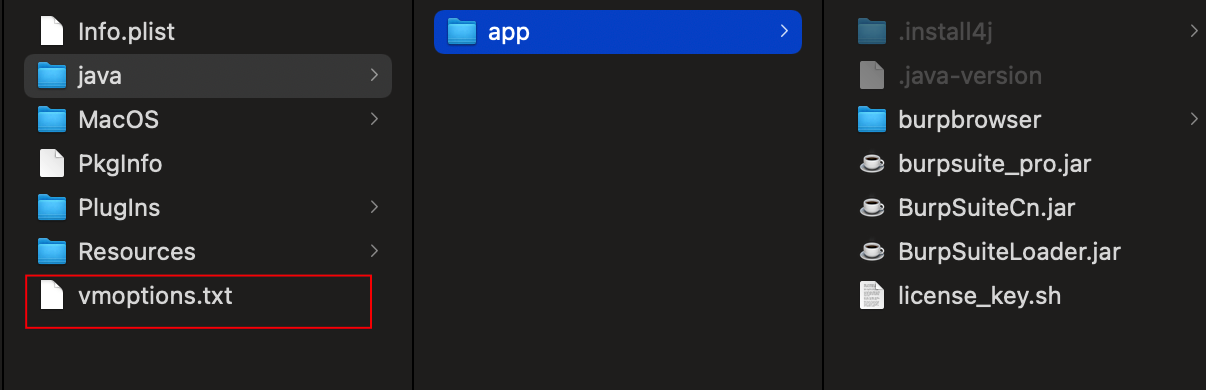 Info.plist
java
MacOS
PkgInfo
PlugIns
Resources
vmoptions.txt
app
.install4j
.java-version
burpbrowser
burpsuite_pro.jar
BurpSuiteCn.jar
BurpSuiteLoader.jar
license_key.sh